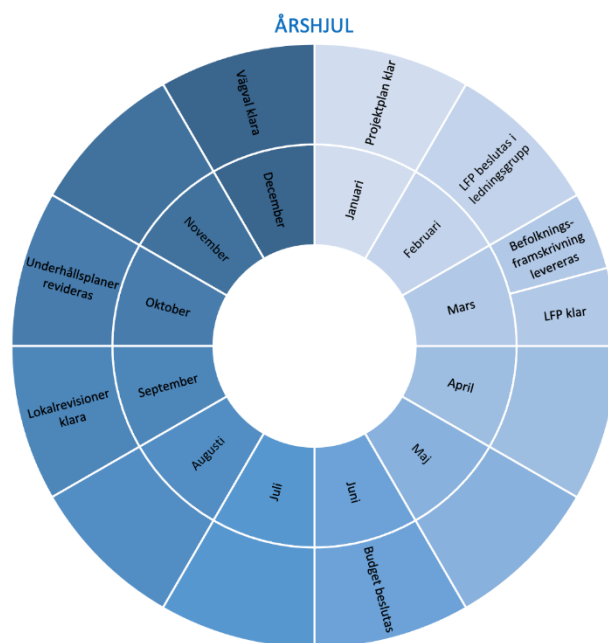 ÅRSHJUL
Projektplan klar
Januari
LFP beslutas i
ledningsgrupp
Februari
Befolknings-
framskrivning
levereras
LFP klar
Mars
April
Maj
Budget beslutas
Juni
Juli
Augusti
Lokalrevisioner
klara
September
Underhållsplaner
revideras
Oktober
November
Vägval klara
December